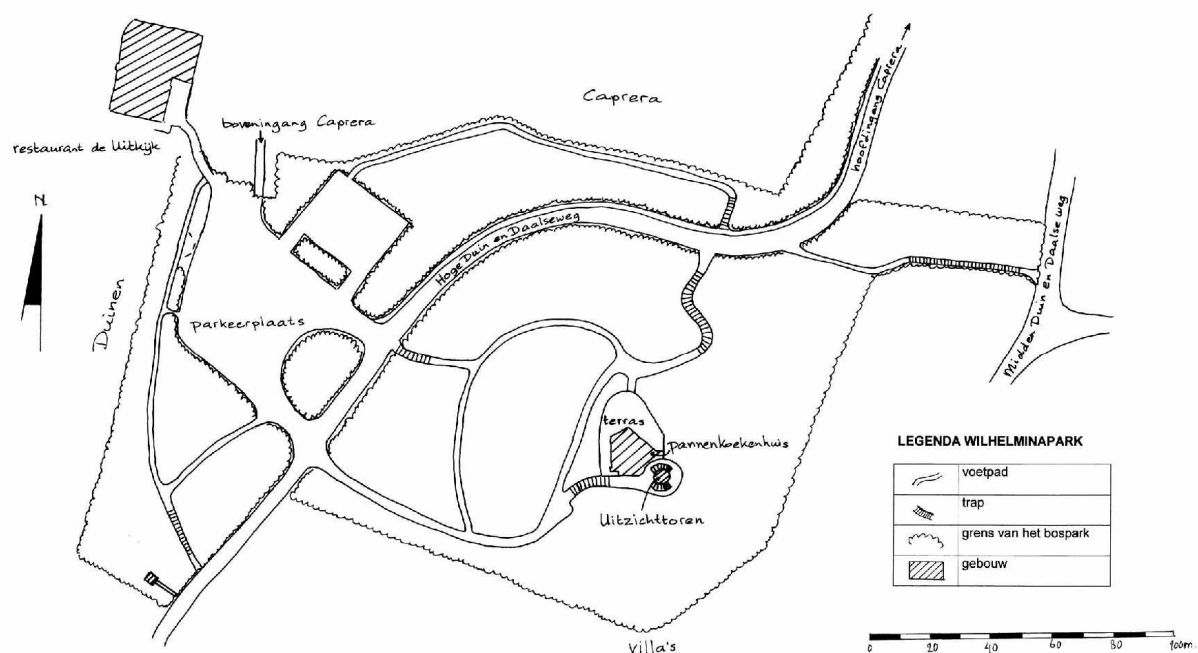 Caprera
boveningang Caprera
restaurant de Uitkijk
hoofdingang Caprera
N
Hoge Duin en Daalseweg
Duinen
parkeerplaats
Midden Duin en Daalse weg
terras
pannenkoekenhuis
Uitzichttoren
LEGENDA WILHELMINAPARK
voetpad
trap
grens van het bospark
gebouw
Villa's
0 20 40 60 80 100m.